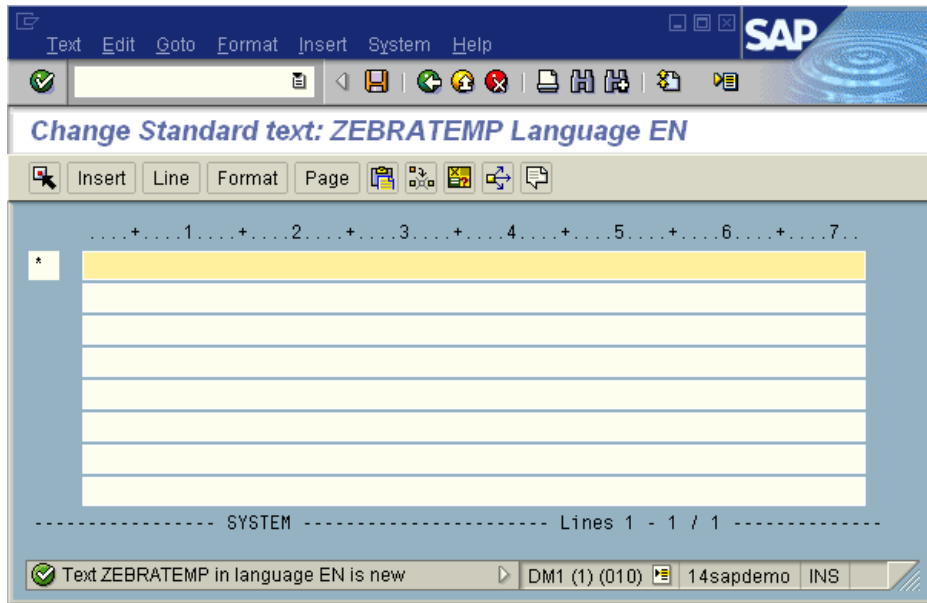 SAP
Text Edit Goto Format Insert System Help
Change Standard text: ZEBRATEMP Language EN
Insert Line Format Page
....+....1....+....2....+....3....+....4....+....5....+....6....+....7..
*
----------------- SYSTEM ----------------------- Lines 1 - 1 / 1 --------------
Text ZEBRATEMP in language EN is new DM1 (1) (010) 14sapdemo INS